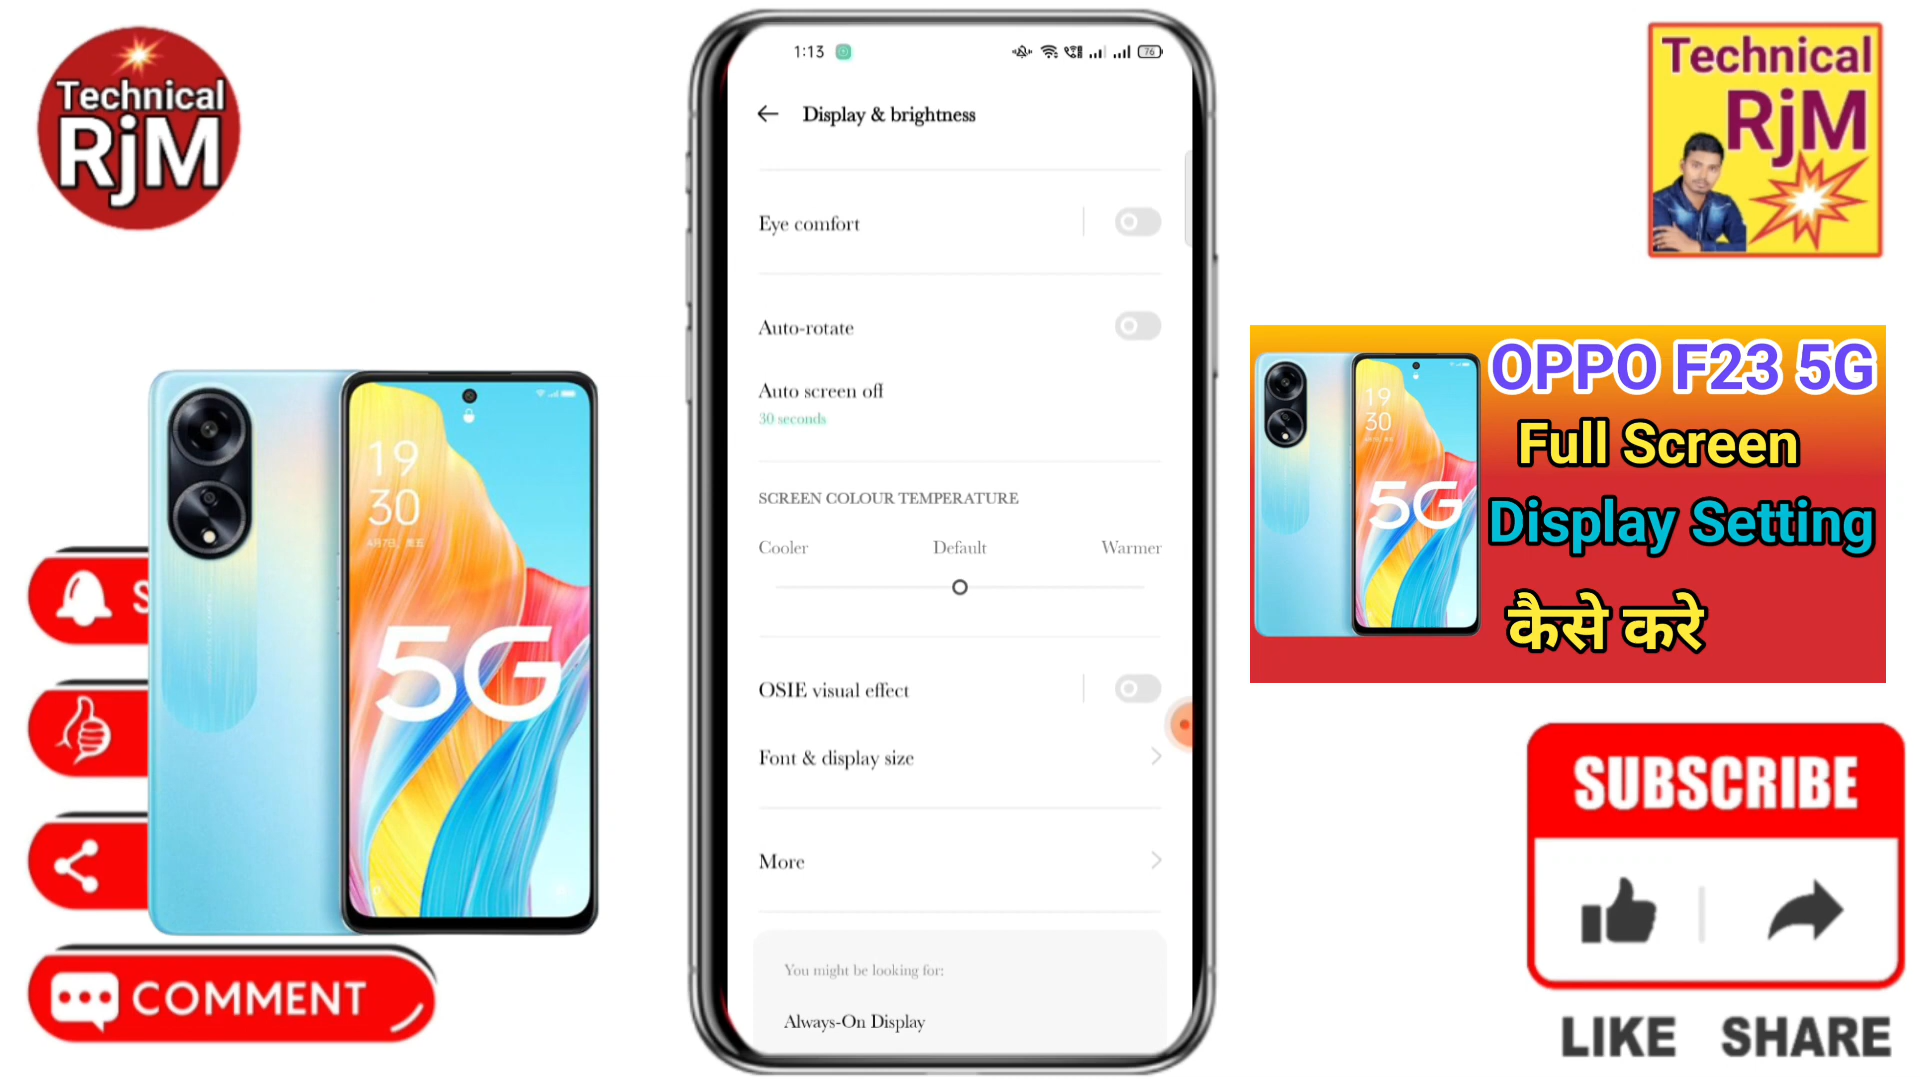 Technical
RjM
1:13
76
Display & brightness
Eye comfort
Auto-rotate
Auto screen off
30 seconds
SCREEN COLOUR TEMPERATURE
Cooler Default Warmer
OSIE visual effect
Font & display size
More
You might be looking for:
Always-On Display
S
19
30
5G
COMMENT
Technical
RjM
OPPO F23 5G
Full Screen
Display Setting
कैसे करे
19
30
5G
SUBSCRIBE
LIKE SHARE